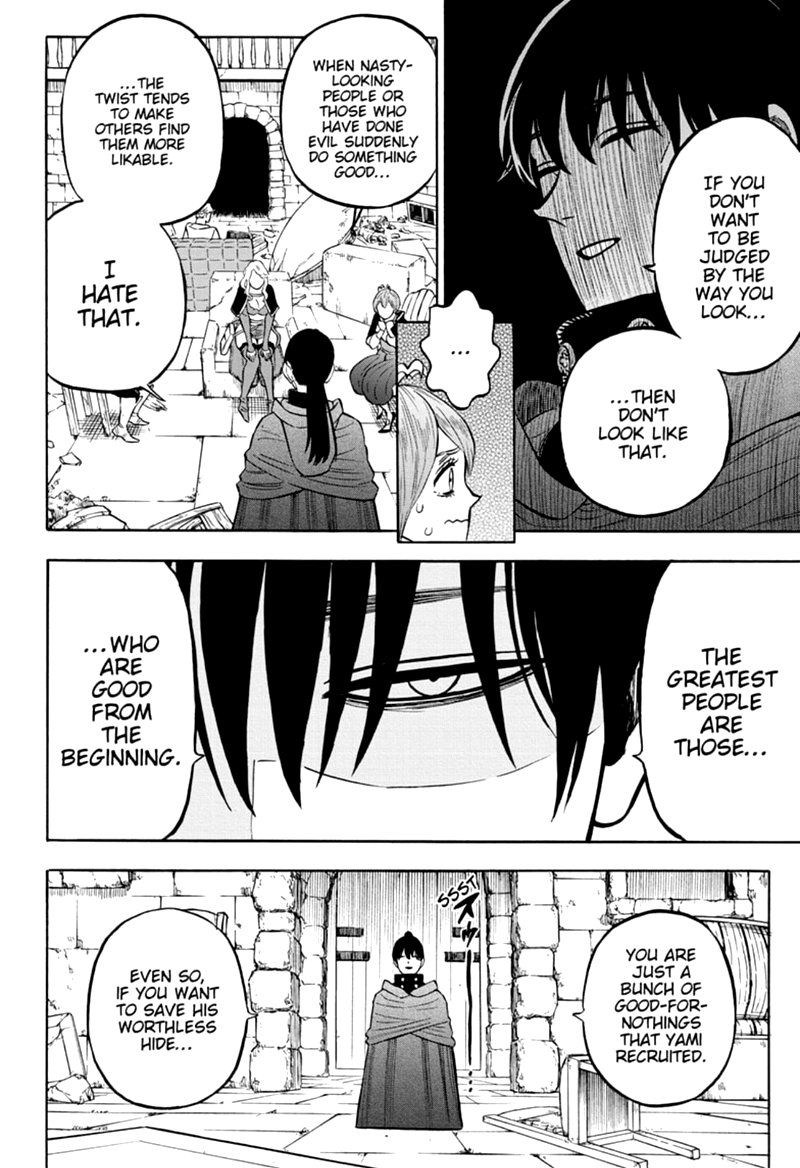 IF YOU
DON'T
WANT
TO BE
JUDGED
BY THE
WAY YOU
LOOK...
...THEN
DON'T
LOOK LIKE
THAT.
...
WHEN NASTY-
LOOKING
PEOPLE OR
THOSE WHO
HAVE DONE
EVIL SUDDENLY
DO SOMETHING
GOOD...
...THE
TWIST TENDS
TO MAKE
OTHERS FIND
THEM MORE
LIKABLE.
I
HATE
THAT.
THE
GREATEST
PEOPLE
ARE
THOSE...
...WHO
ARE
GOOD
FROM
THE
BEGINNING.
SSST
スゥ
YOU ARE
JUST A
BUNCH OF
GOOD-FOR-
NOTHINGS
THAT YAMI
RECRUITED.
EVEN SO,
IF YOU WANT
TO SAVE HIS
WORTHLESS
HIDE...